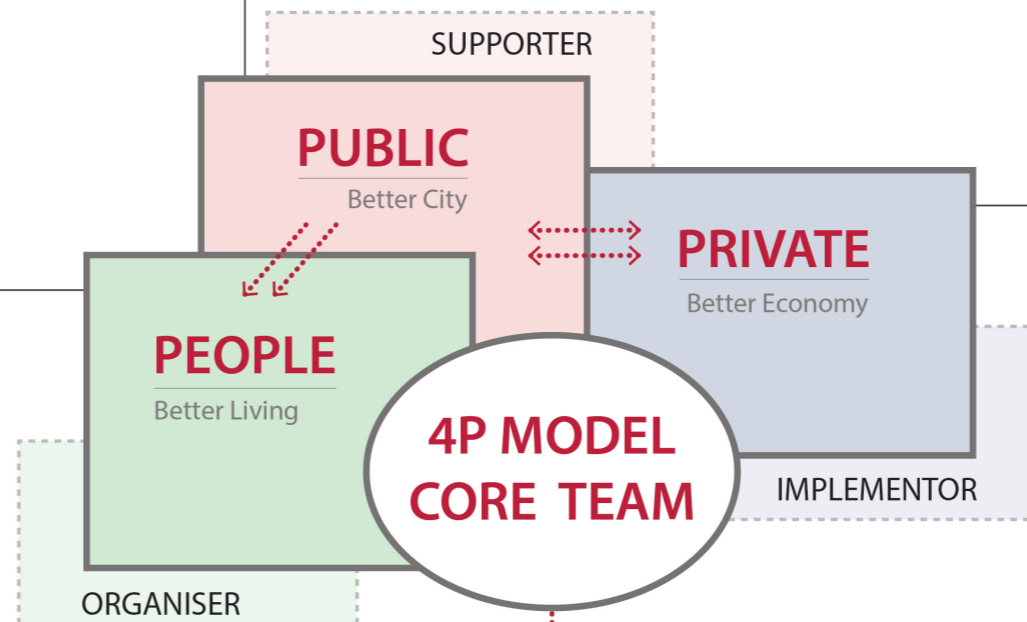 SUPPORTER
PUBLIC
Better City
PRIVATE
Better Economy
PEOPLE
Better Living
4P MODEL
CORE TEAM
IMPLEMENTOR
ORGANISER